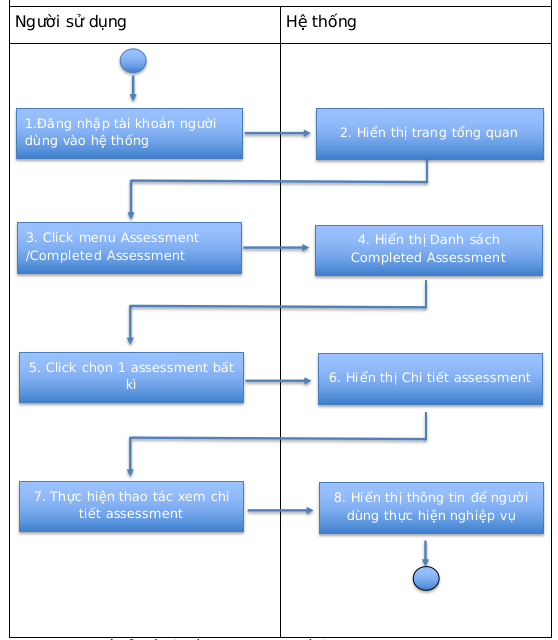 Người sử dụng
Hệ thống
1.Đăng nhập tài khoản người
dùng vào hệ thống
2. Hiển thị trang tổng quan
3. Click menu Assessment
/Completed Assessment
4. Hiển thị Danh sách
Completed Assessment
5. Click chọn 1 assessment bất
kì
6. Hiển thị Chi tiết assessment
7. Thực hiện thao tác xem chi
tiết assessment
8. Hiển thị thông tin để người
dùng thực hiện nghiệp vụ